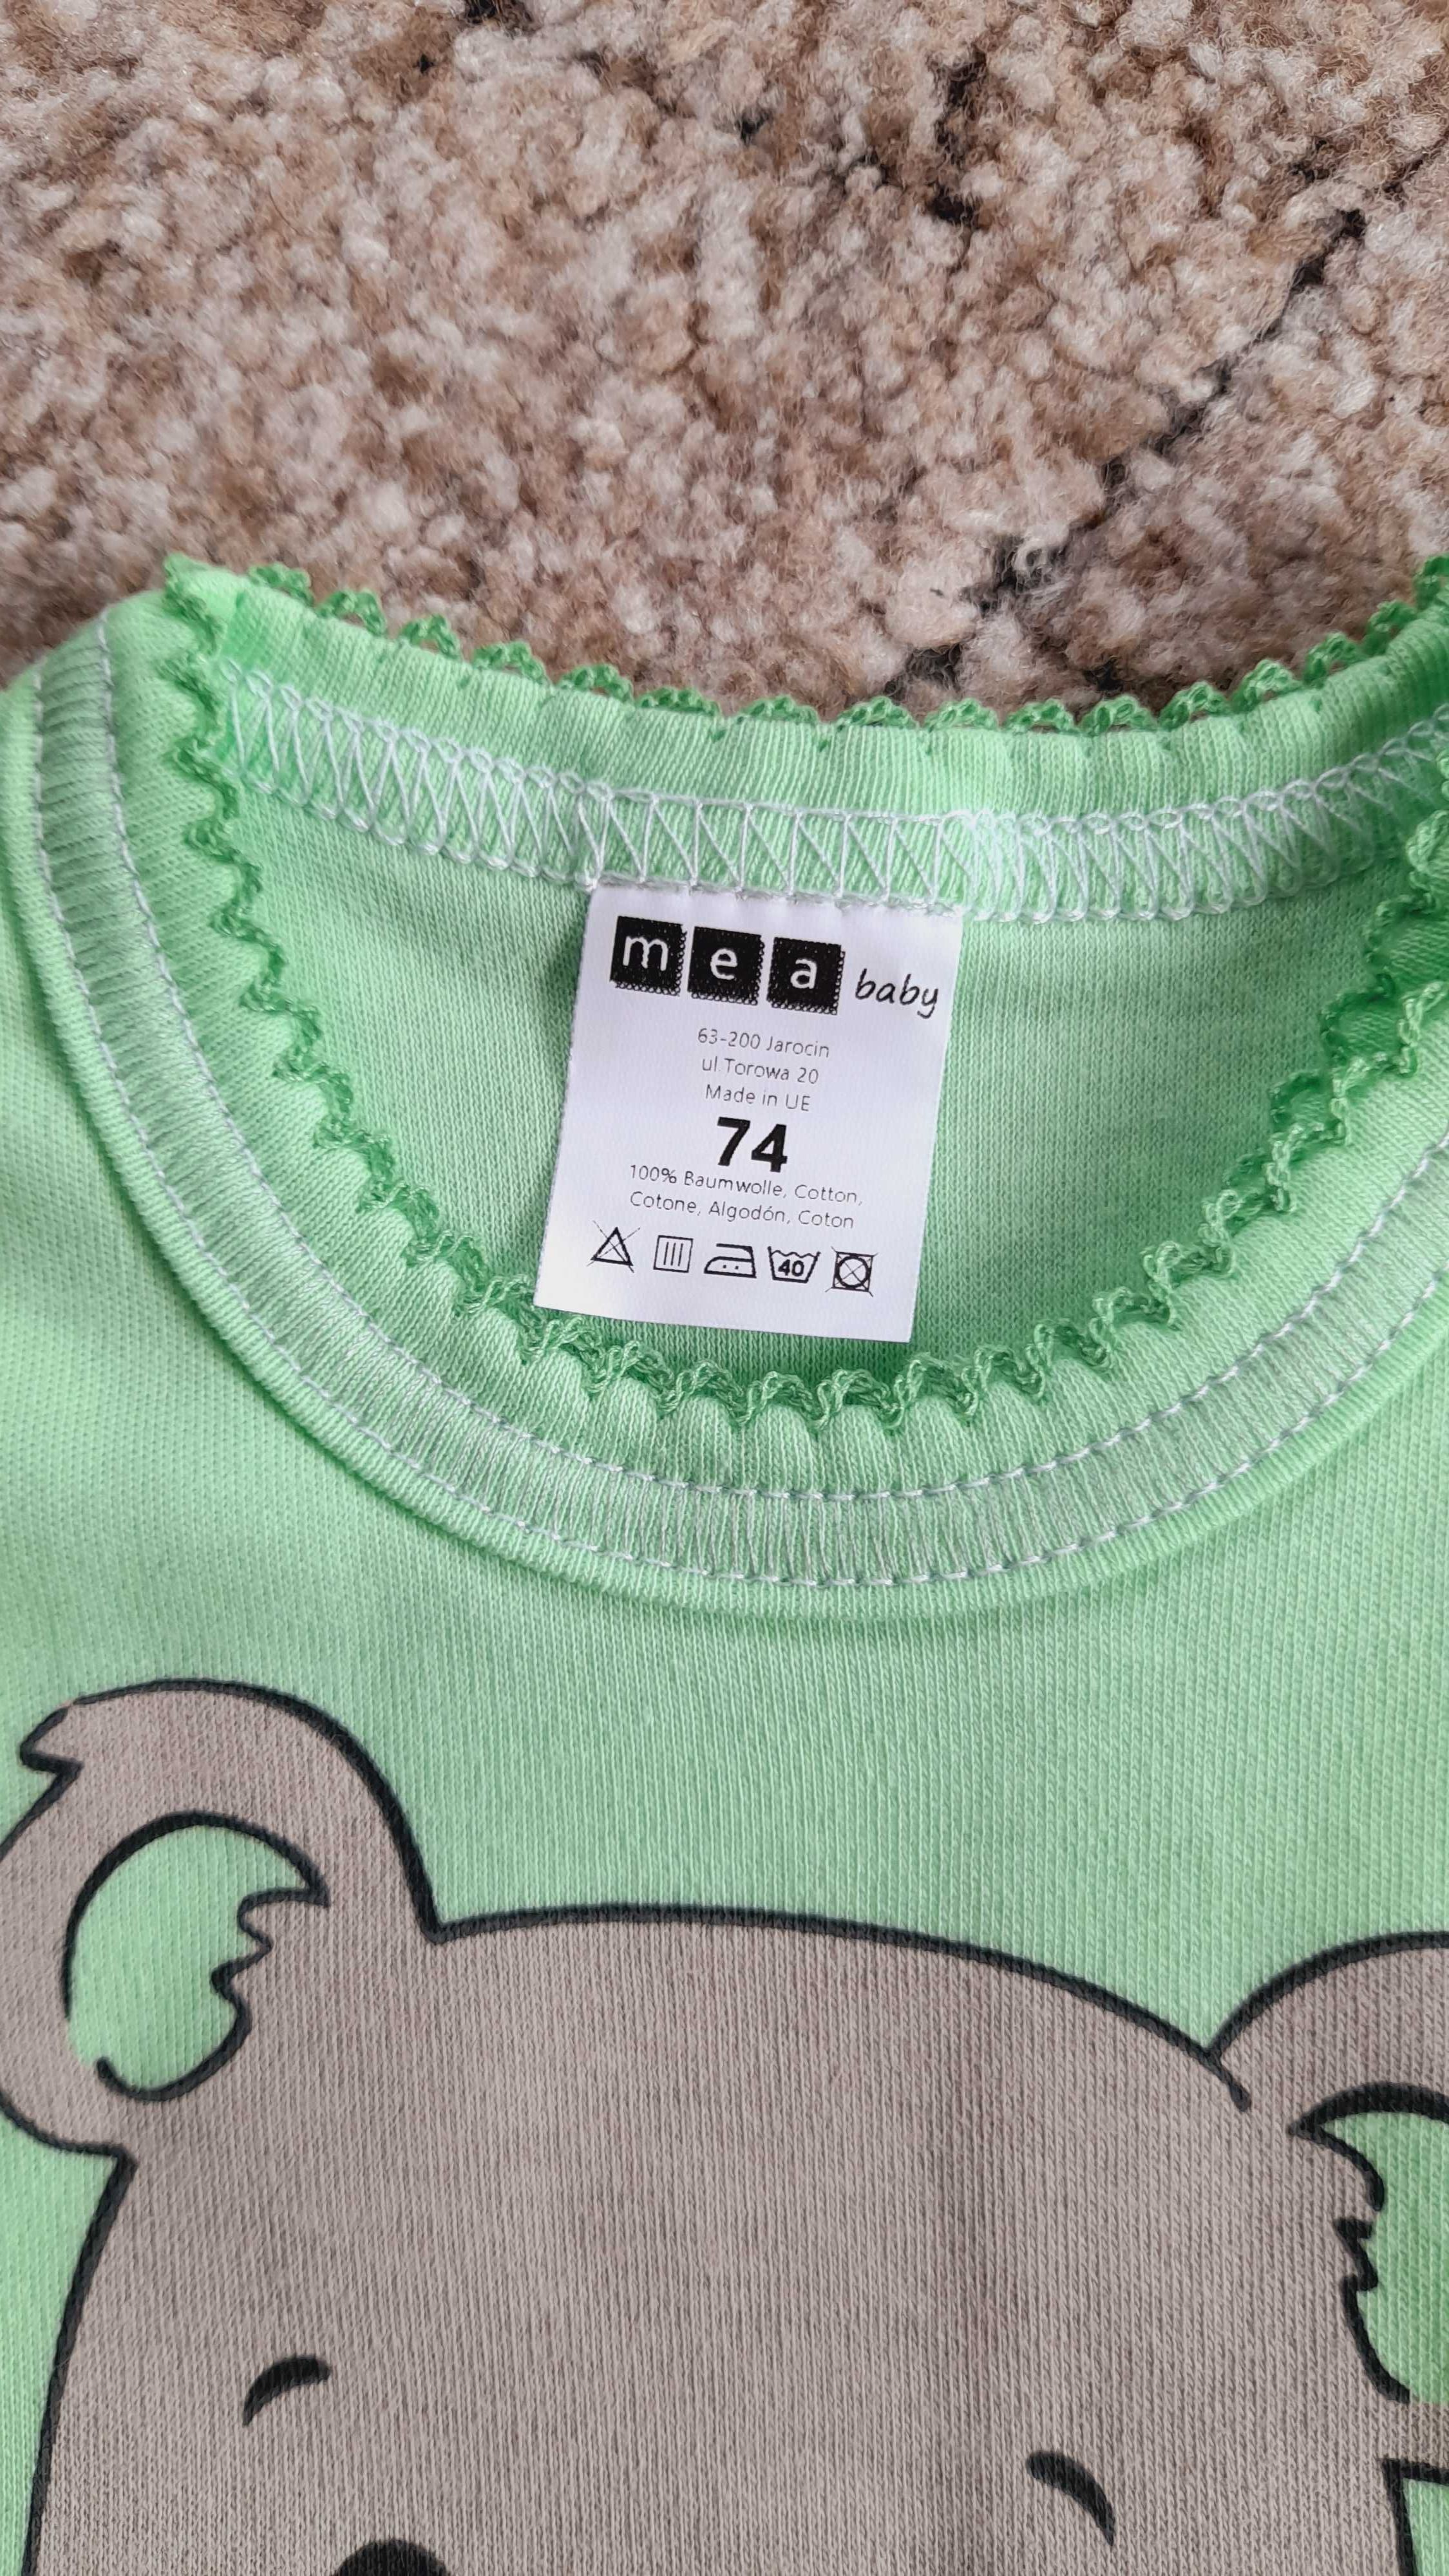 mea baby
63-200 Jarocin
ul Torowa 20
Made in UE
74
100% Baumwolle, Cotton,
Cotone, Algodón, Coton
40